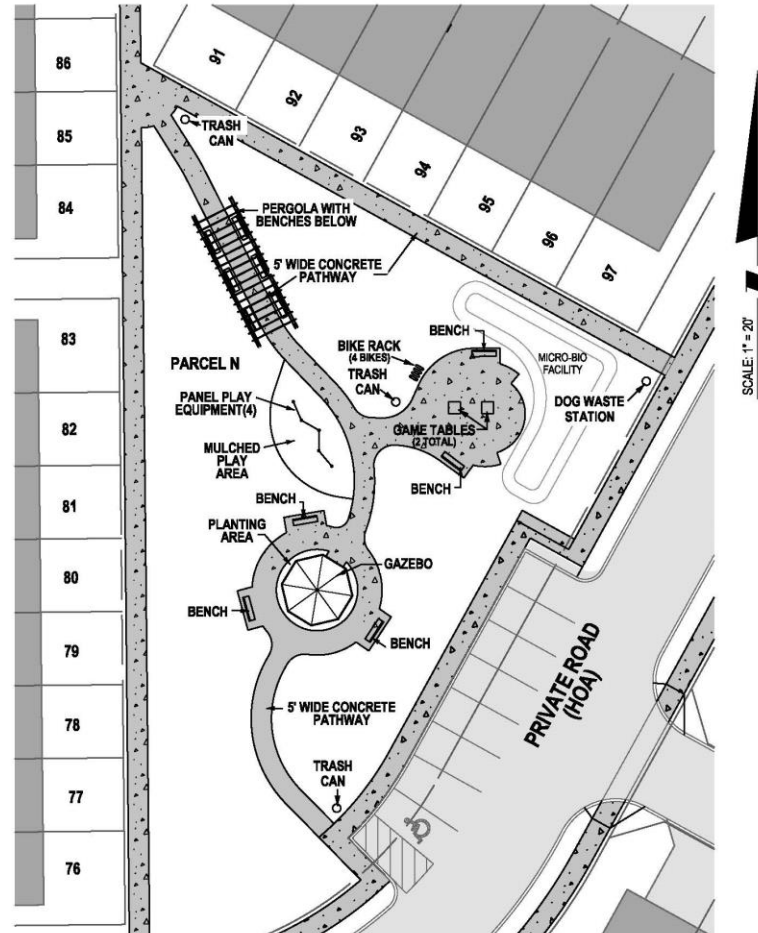 86
85
84
83
82
81
80
79
78
77
76
91
92
93
94
95
96
97
TRASH
CAN
PERGOLA WITH
BENCHES BELOW
5' WIDE CONCRETE
PATHWAY
PARCEL N
BIKE RACK
(4 BIKES)
TRASH
CAN
BENCH
MICRO-BIO
FACILITY
DOG WASTE
STATION
PANEL PLAY
EQUIPMENT(4)
GAME TABLES
(2 TOTAL)
MULCHED
PLAY
AREA
BENCH
BENCH
PLANTING
AREA
GAZEBO
BENCH
BENCH
5' WIDE CONCRETE
PATHWAY
TRASH
CAN
PRIVATE ROAD
(HOA)
SCALE: 1" = 20'